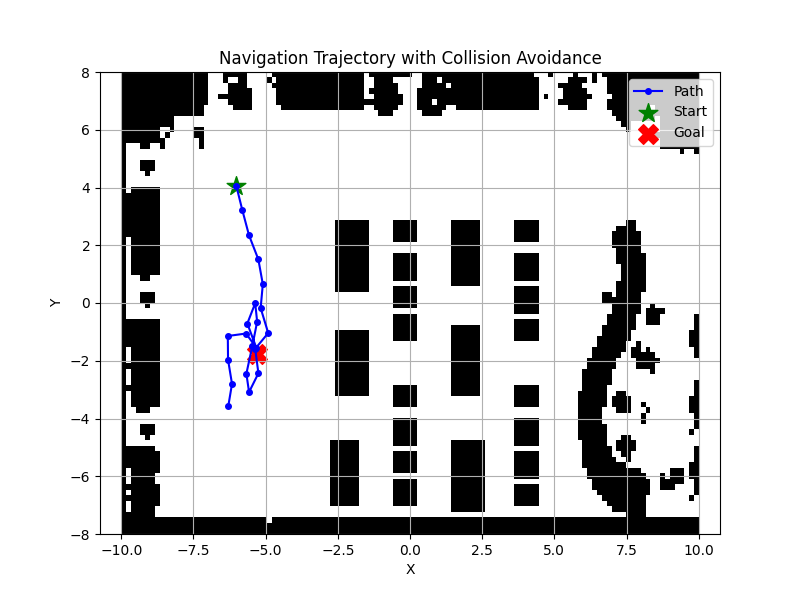 Navigation Trajectory with Collision Avoidance
Path
Start
Goal
8
6
4
2
0
−2
−4
−6
−8
Y
−10.0 −7.5 −5.0 −2.5 0.0 2.5 5.0 7.5 10.0
X